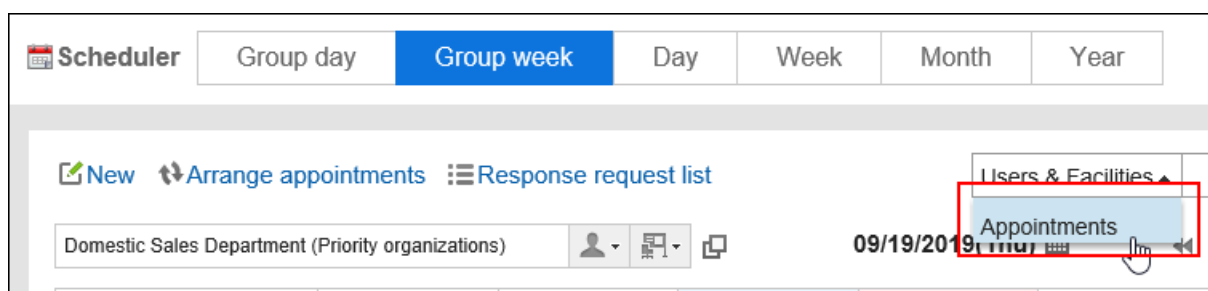 Scheduler Group day Group week Day Week Month Year
New Arrange appointments Response request list Users & Facilities
Appointments
Domestic Sales Department (Priority organizations) 09/19/2019(Thu)